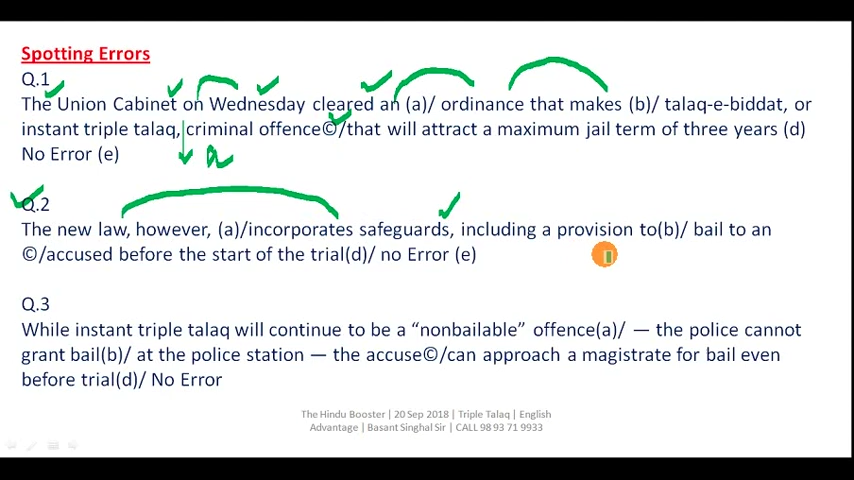 Spotting Errors
Q.1
The Union Cabinet on Wednesday cleared an (a)/ ordinance that makes (b)/ talaq-e-biddat, or
instant triple talaq, criminal offence©/that will attract a maximum jail term of three years (d)
No Error (e)
a
Q.2
The new law, however, (a)/incorporates safeguards, including a provision to(b)/ bail to an
©/accused before the start of the trial(d)/ no Error (e)
Q.3
While instant triple talaq will continue to be a “nonbailable” offence(a)/ — the police cannot
grant bail(b)/ at the police station — the accuse©/can approach a magistrate for bail even
before trial(d)/ No Error
The Hindu Booster | 20 Sep 2018 | Triple Talaq | English
Advantage | Basant Singhal Sir | CALL 98 93 71 9933